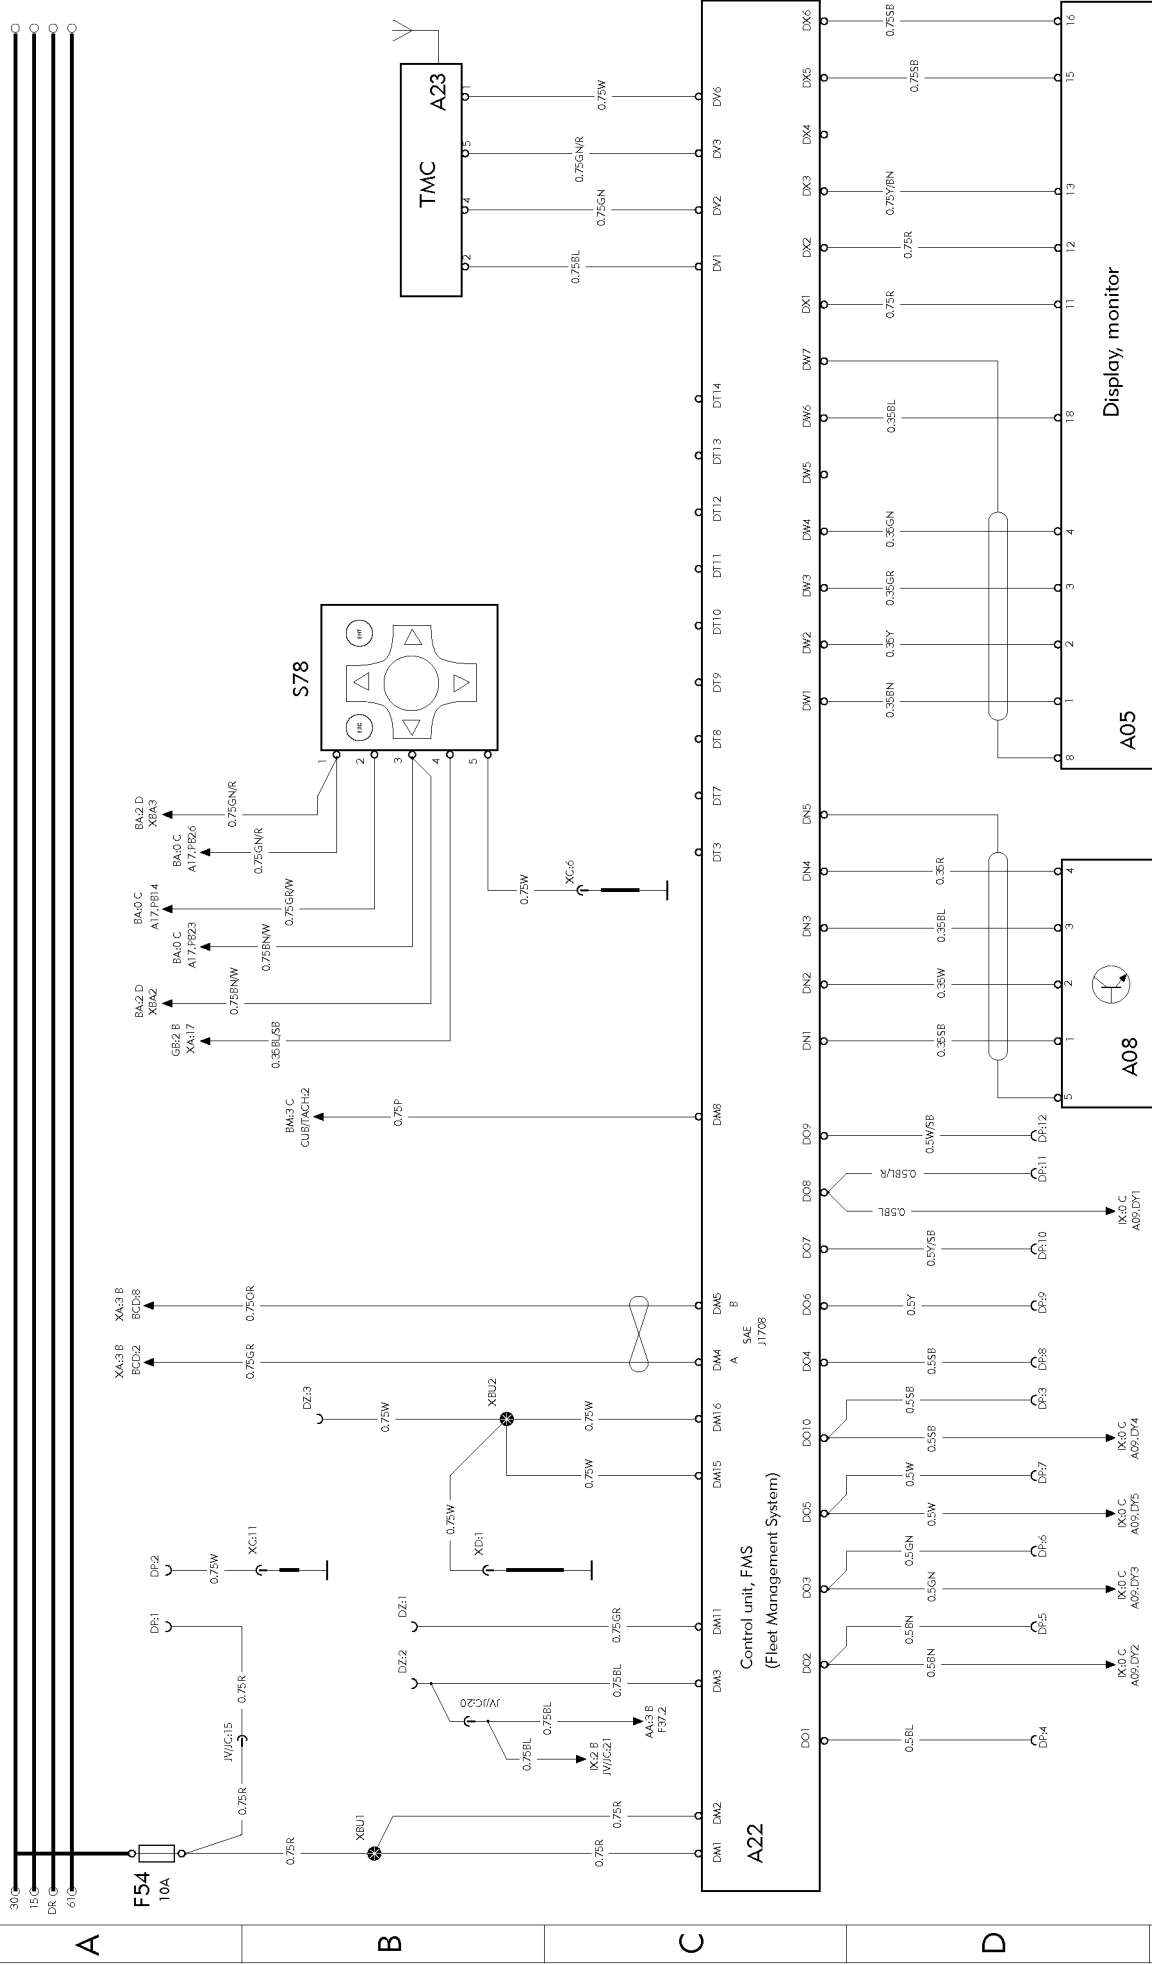 30
15
DR
61
F54
10A
A
B
C
D
0.75R
JV/JC:15
0.75R
DP:1
DP:2
0.75W
XC:11
0.75R
XBU1
0.75R
0.75R
DM1
DM2
DZ:2
DZ:1
JV/JC:20
0.75BL
0.75BL
IX:2 B
JV/JC:21
AA:3 B
F37.2
0.75BL
0.75GR
DM3
DM11
XD:1
0.75W
0.75W
0.75W
XBU2
0.75W
DZ:3
DM15
DM16
XA:3 B
BCD:2
0.75GR
XA:3 B
BCD:8
0.75OR
DM4
A
SAE
J1708
DM5
B
BM:3 C
CUB/TACH:2
0.75P
DM8
GB:2 B
XA:17
0.35BL/SB
BA:2 D
XBA2
0.75BN/W
BA:0 C
A17.PB23
0.75BN/W
BA:0 C
A17.PB14
0.75GR/W
BA:0 C
A17.PB26
0.75GN/R
BA:2 D
XBA3
0.75GN/R
S78
ESC
ENT
1
2
3
4
5
0.75W
XC:6
DT3
DT7
DT8
DT9
DT10
DT11
DT12
DT13
DT14
TMC
A23
2
4
5
1
0.75BL
0.75GN
0.75GN/R
0.75W
DV1
DV2
DV3
DV6
A22
Control unit, FMS
(Fleet Management System)
DO1
DO2
DO3
DO5
DO10
DO4
DO6
DO7
DO8
DO9
DN1
DN2
DN3
DN4
DN5
DW1
DW2
DW3
DW4
DW5
DW6
DW7
DX1
DX2
DX3
DX4
DX5
DX6
0.5BL
DP:4
0.5BN
0.5BN
DP:5
IX:0 C
A09.DY2
0.5GN
0.5GN
DP:6
IX:0 C
A09.DY3
0.5W
0.5W
DP:7
IX:0 C
A09.DY5
0.5SB
0.5SB
DP:3
IX:0 C
A09.DY4
0.5SB
DP:8
0.5Y
DP:9
0.5Y/SB
DP:10
0.5BL
0.5BL/R
DP:11
IX:0 C
A09.DY1
0.5W/SB
DP:12
0.35SB
0.35W
0.35BL
0.35R
5
1
2
3
4
A08
0.35BN
0.35Y
0.35GR
0.35GN
0.35BL
0.75R
0.75R
0.75Y/BN
0.75SB
0.75SB
8
1
2
3
4
18
11
12
13
15
16
A05
Display, monitor